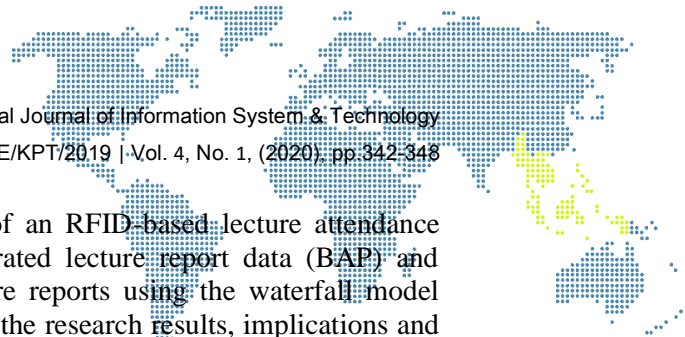 al Journal of Information System & Technology
E/KPT/2019 | Vol. 4, No. 1, (2020), pp.342-348
of an RFID-based lecture attendance
rated lecture report data (BAP) and
re reports using the waterfall model
the research results, implications and